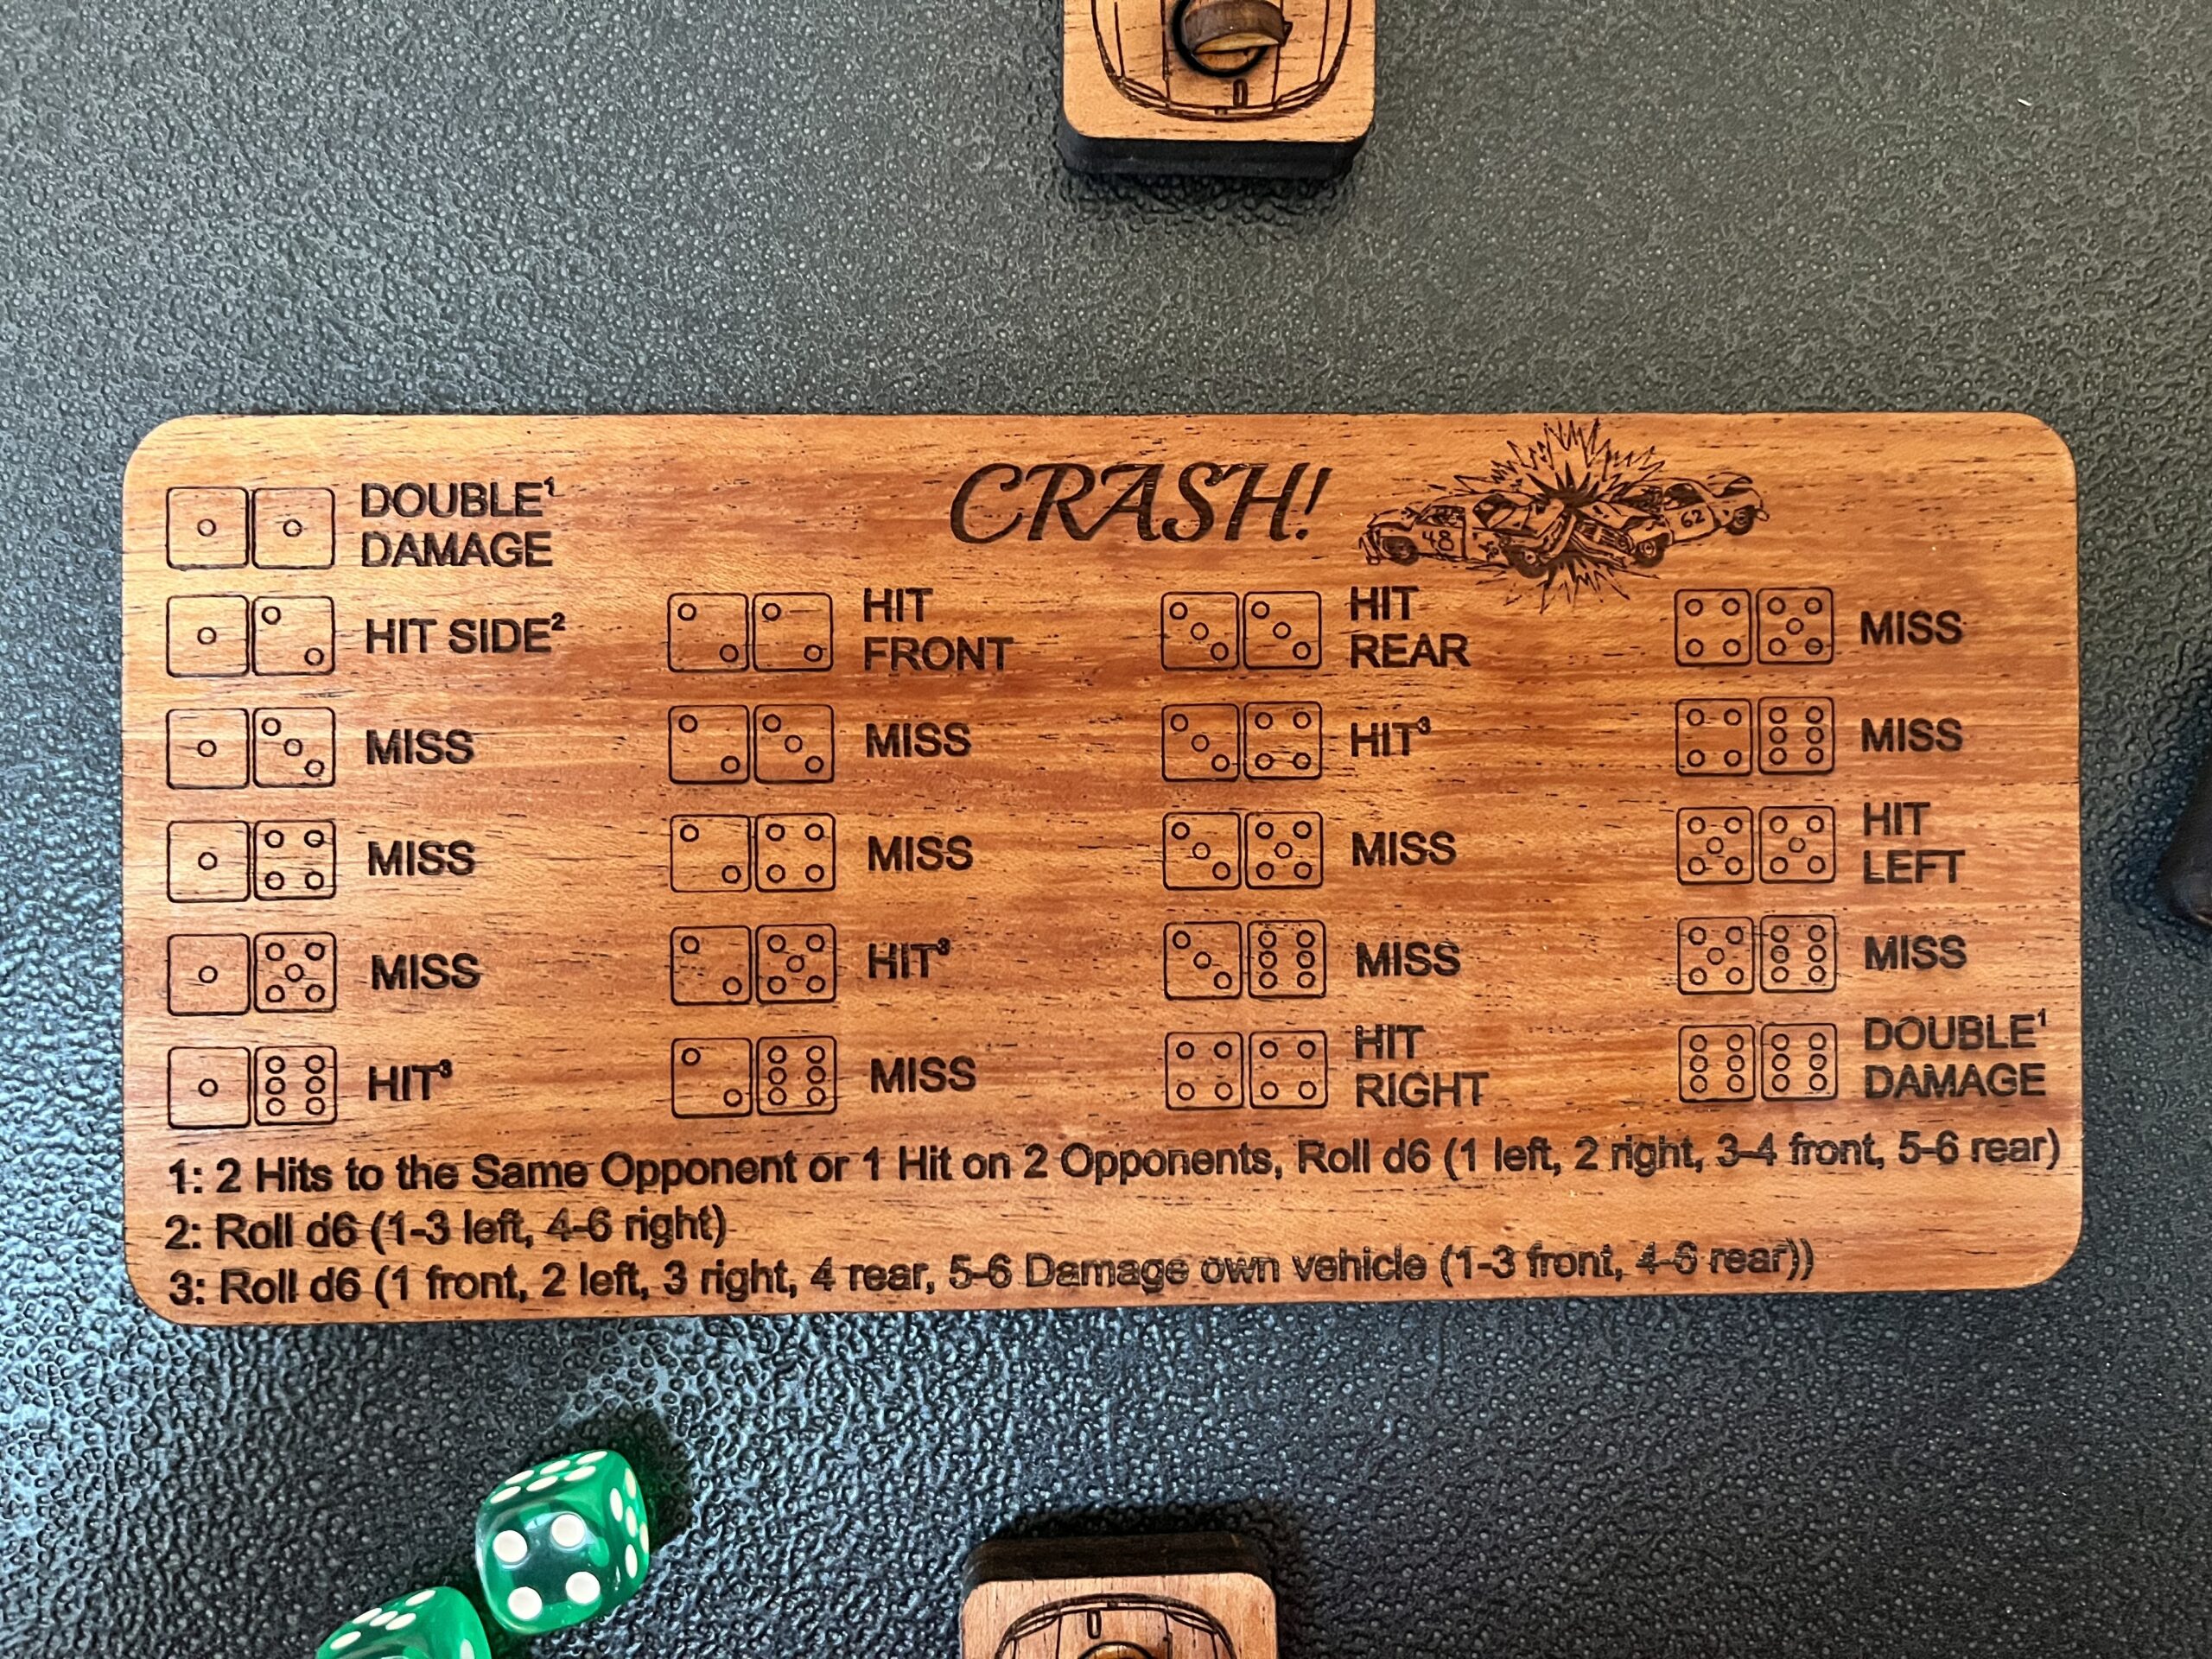 CRASH!
48
62
DOUBLE¹
DAMAGE
HIT SIDE²
MISS
MISS
MISS
HIT³
HIT
FRONT
MISS
MISS
HIT³
MISS
HIT
REAR
HIT³
MISS
MISS
HIT
RIGHT
MISS
MISS
HIT
LEFT
MISS
DOUBLE¹
DAMAGE
1: 2 Hits to the Same Opponent or 1 Hit on 2 Opponents, Roll d6 (1 left, 2 right, 3-4 front, 5-6 rear)
2: Roll d6 (1-3 left, 4-6 right)
3: Roll d6 (1 front, 2 left, 3 right, 4 rear, 5-6 Damage own vehicle (1-3 front, 4-6 rear))
0
0